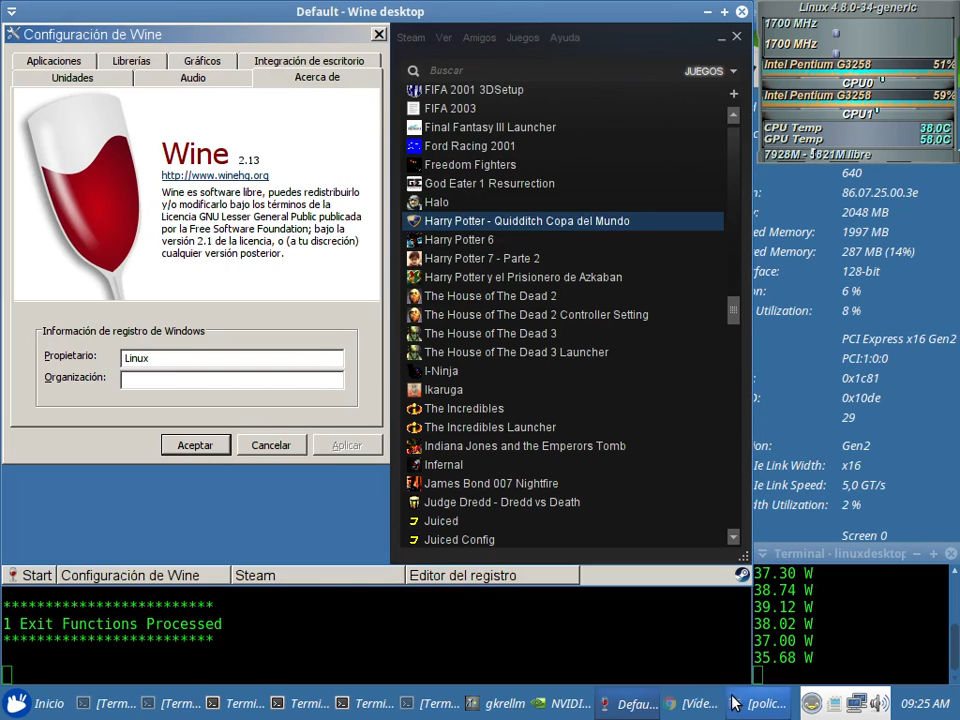 Default - Wine desktop
Configuración de Wine
Aplicaciones
Librerías
Gráficos
Integración de escritorio
Unidades
Audio
Acerca de
Wine 2.13
http://www.winehq.org
Wine es software libre, puedes redistribuirlo
y/o modificarlo bajo los términos de la
Licencia GNU Lesser General Public publicada
por la Free Software Foundation; bajo la
versión 2.1 de la licencia, o (a tu discreción)
cualquier versión posterior.
Información de registro de Windows
Propietario:
Linux
Organización:
Aceptar
Cancelar
Aplicar
Steam
Ver
Amigos
Juegos
Ayuda
Buscar
JUEGOS
FIFA 2001 3DSetup
FIFA 2003
Final Fantasy III Launcher
Ford Racing 2001
Freedom Fighters
God Eater 1 Resurrection
Halo
Harry Potter - Quidditch Copa del Mundo
Harry Potter 6
Harry Potter 7 - Parte 2
Harry Potter y el Prisionero de Azkaban
The House of The Dead 2
The House of The Dead 2 Controller Setting
The House of The Dead 3
The House of The Dead 3 Launcher
I-Ninja
Ikaruga
The Incredibles
The Incredibles Launcher
Indiana Jones and the Emperors Tomb
Infernal
James Bond 007 Nightfire
Judge Dredd - Dredd vs Death
Juiced
Juiced Config
Linux 4.8.0-34-generic
1700 MHz
1700 MHz
Intel Pentium G3258 51%
CPU0
Intel Pentium G3258 59%
CPU1
CPU Temp 38.0C
GPU Temp 58.0C
7928M - 5821M libre
640
n: 86.07.25.00.3e
2048 MB
ed Memory: 1997 MB
ed Memory: 287 MB (14%)
rface: 128-bit
on: 6 %
Utilization: 8 %
PCI Express x16 Gen2
PCI:1:0:0
0x1c81
0x10de
29
ion: Gen2
Ie Link Width: x16
Ie Link Speed: 5,0 GT/s
dth Utilization: 2 %
Screen 0
Start
Configuración de Wine
Steam
Editor del registro
*************************
1 Exit Functions Processed
*************************
Terminal - linuxdesktop
37.30 W
38.74 W
39.12 W
38.02 W
37.00 W
35.68 W
Inicio
[Term...
[Term...
Termi...
Termi...
Termi...
[Term...
gkrellm
NVIDI...
Defau...
[Víde...
[polic...
09:25 AM